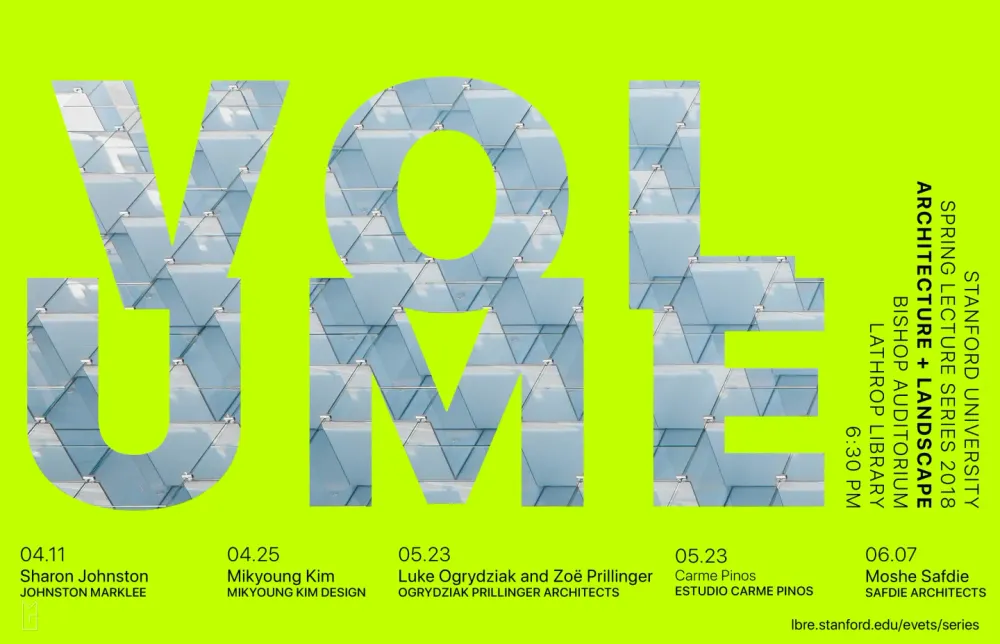 VOL
UME
STANFORD UNIVERSITY
SPRING LECTURE SERIES 2018
ARCHITECTURE + LANDSCAPE
BISHOP AUDITORIUM
LATHROP LIBRARY
6:30 PM
04.11
Sharon Johnston
JOHNSTON MARKLEE
04.25
Mikyoung Kim
MIKYOUNG KIM DESIGN
05.23
Luke Ogrydziak and Zoë Prillinger
OGRYDZIAK PRILLINGER ARCHITECTS
05.23
Carme Pinos
ESTUDIO CARME PINOS
06.07
Moshe Safdie
SAFDIE ARCHITECTS
lbre.stanford.edu/evets/series